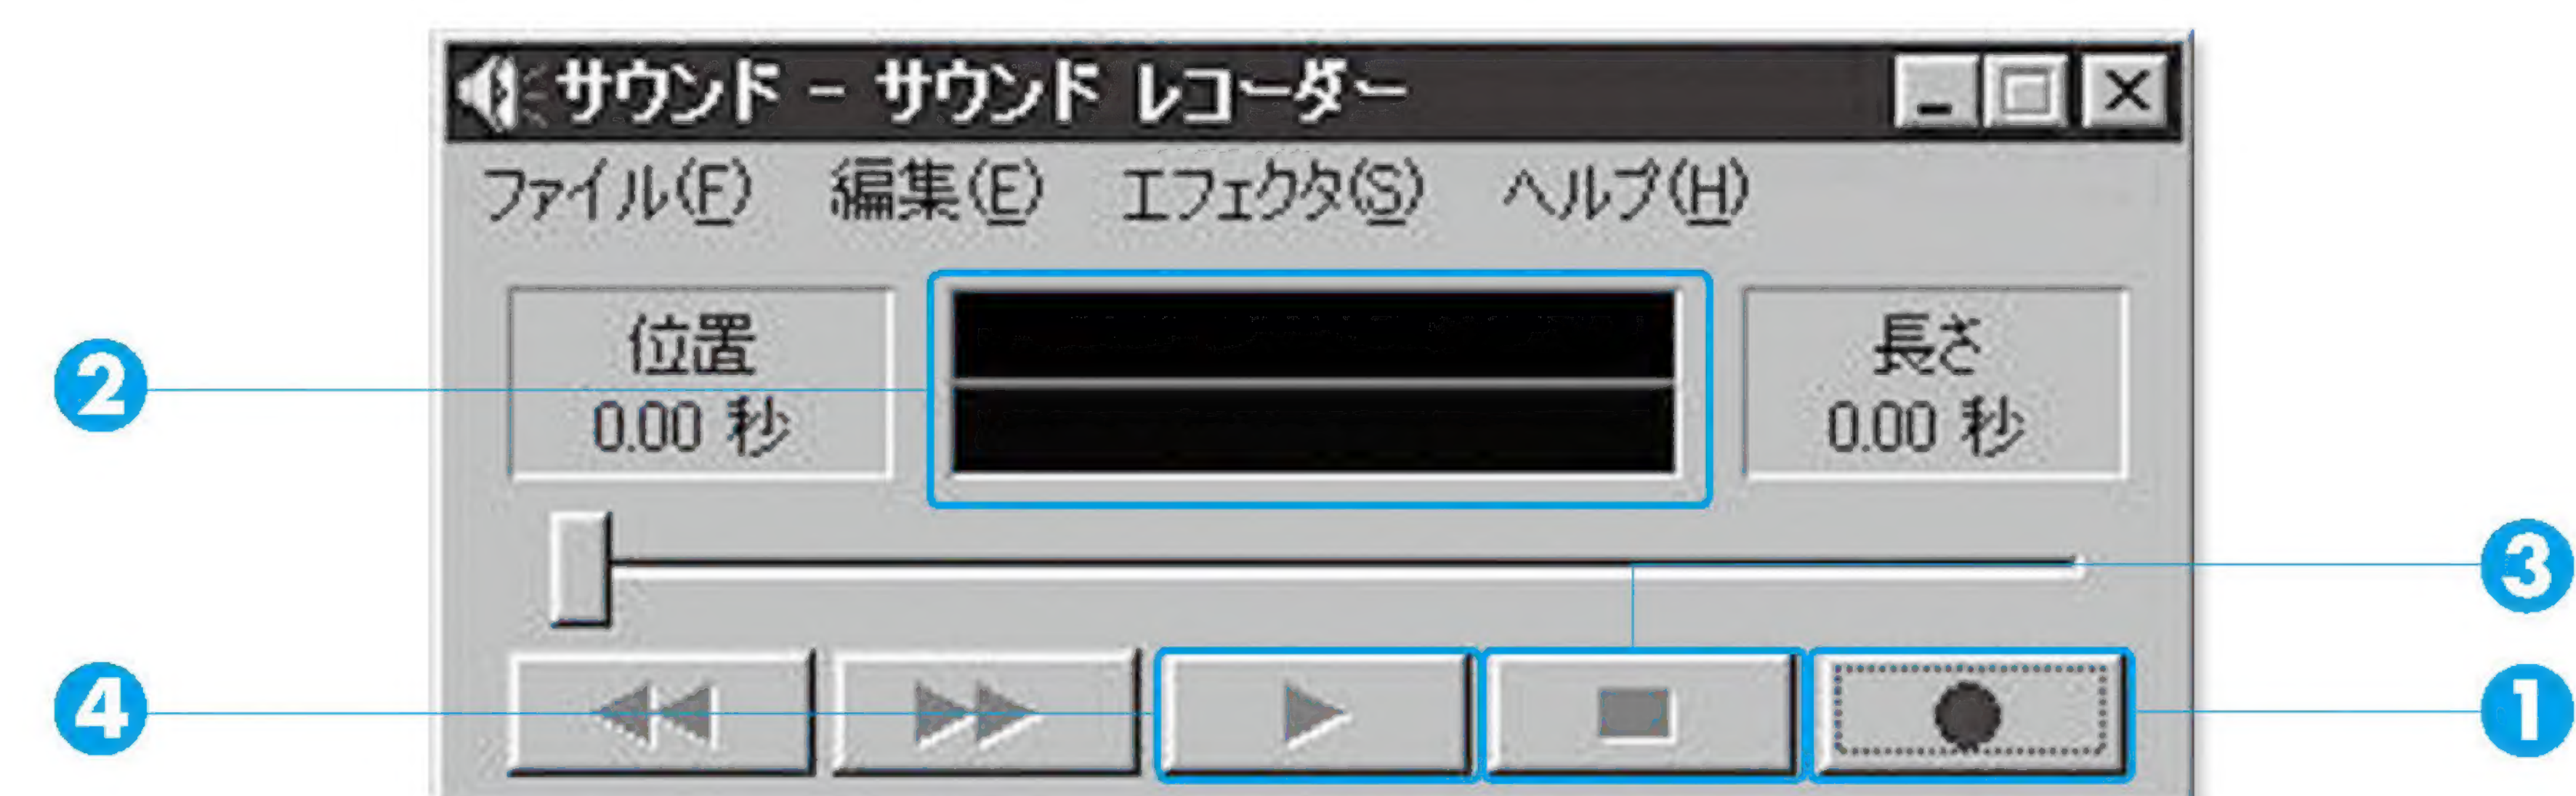 サウンド - サウンド レコーダー
ファイル(F) 編集(E) エフェクタ(S) ヘルプ(H)
位置
0.00 秒
長さ
0.00 秒
2
3
4
1